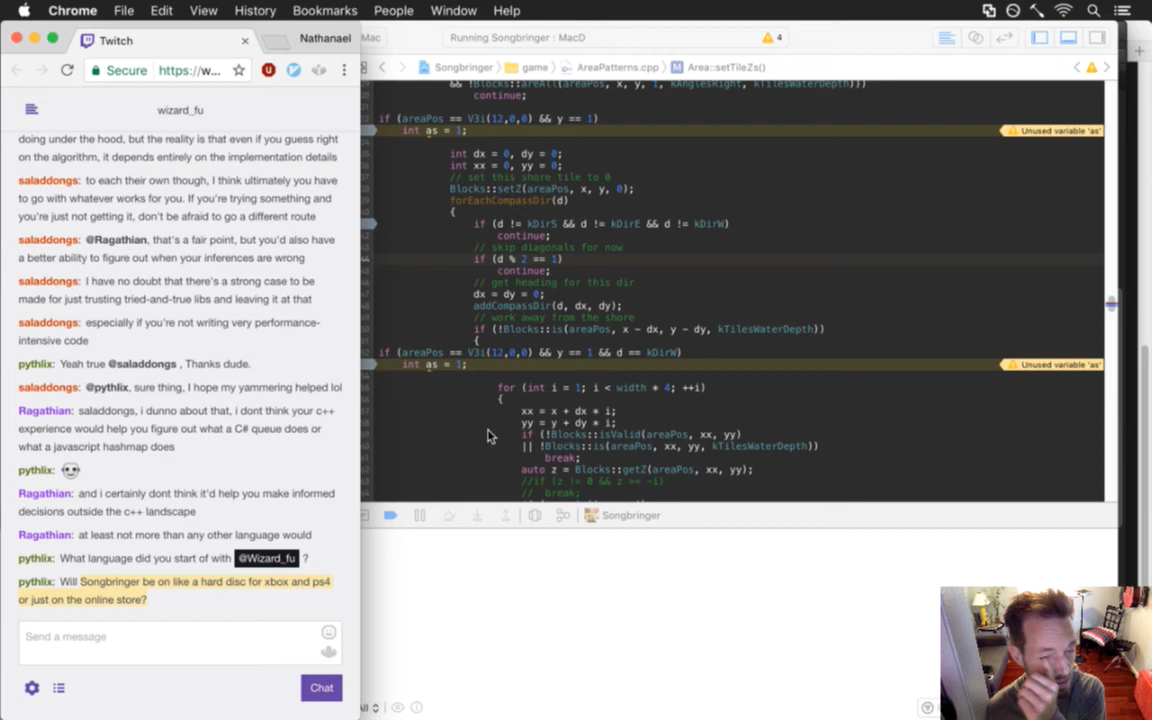 Chrome File Edit View History Bookmarks People Window Help
Twitch
Nathanael
Mac
Running Songbringer : MacD
4
Secure https://w...
Songbringer game AreaPatterns.cpp M Area::setTileZs()
wizard_fu
doing under the hood, but the reality is that even if you guess right
on the algorithm, it depends entirely on the implementation details
saladdongs: to each their own though, I think ultimately you have
to go with whatever works for you. If you're trying something and
you're just not getting it, don't be afraid to go a different route
saladdongs: @Ragathian, that's a fair point, but you'd also have
a better ability to figure out when your inferences are wrong
saladdongs: I have no doubt that there's a strong case to be
made for just trusting tried-and-true libs and leaving it at that
saladdongs: especially if you're not writing very performance-
intensive code
pythlix: Yeah true @saladdongs , Thanks dude.
saladdongs: @pythlix, sure thing, I hope my yammering helped lol
Ragathian: saladdongs, i dunno about that, i dont think your c++
experience would help you figure out what a C# queue does or
what a javascript hashmap does
pythlix:
Ragathian: and i certainly dont think it'd help you make informed
decisions outside the c++ landscape
Ragathian: at least not more than any other language would
pythlix: What language did you start of with @Wizard_fu ?
pythlix: Will Songbringer be on like a hard disc for xbox and ps4
or just on the online store?
Send a message
Chat
&& !Blocks::areAll(areaPos, x, y, 1, kAnglesRight, kTilesWaterDepth))
continue;
if (areaPos == V3i(12,0,0) && y == 1)
int as = 1;
Unused variable 'as'
int dx = 0, dy = 0;
int xx = 0, yy = 0;
// set this shore tile to 0
Blocks::setZ(areaPos, x, y, 0);
forEachCompassDir(d)
{
if (d != kDirS && d != kDirE && d != kDirW)
continue;
// skip diagonals for now
if (d % 2 == 1)
continue;
// get heading for this dir
dx = dy = 0;
addCompassDir(d, dx, dy);
// work away from the shore
if (!Blocks::is(areaPos, x - dx, y - dy, kTilesWaterDepth))
{
if (areaPos == V3i(12,0,0) && y == 1 && d == kDirW)
int as = 1;
Unused variable 'as'
for (int i = 1; i < width * 4; ++i)
{
xx = x + dx * i;
yy = y + dy * i;
if (!Blocks::isValid(areaPos, xx, yy)
|| !Blocks::is(areaPos, xx, yy, kTilesWaterDepth))
break;
auto z = Blocks::getZ(areaPos, xx, yy);
//if (z != 0 && z >= -i)
// break;
Songbringer